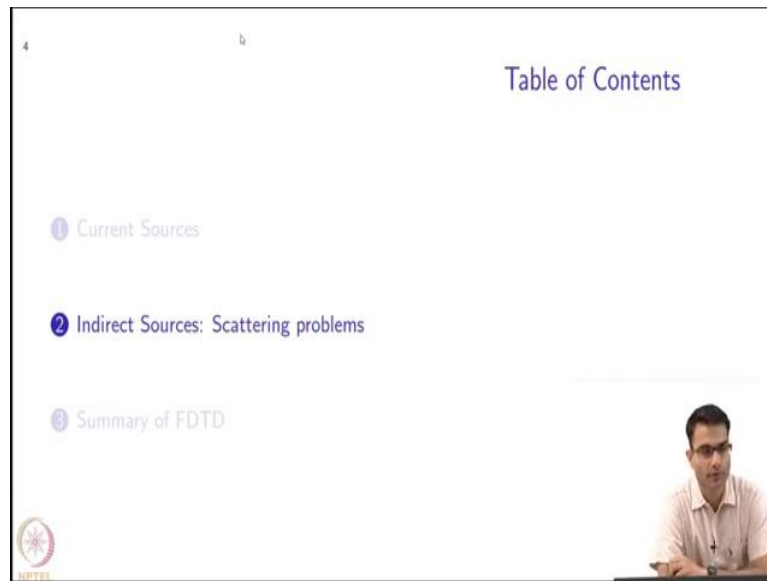 4
Table of Contents
1 Current Sources
2 Indirect Sources: Scattering problems
3 Summary of FDTD
NPTEL